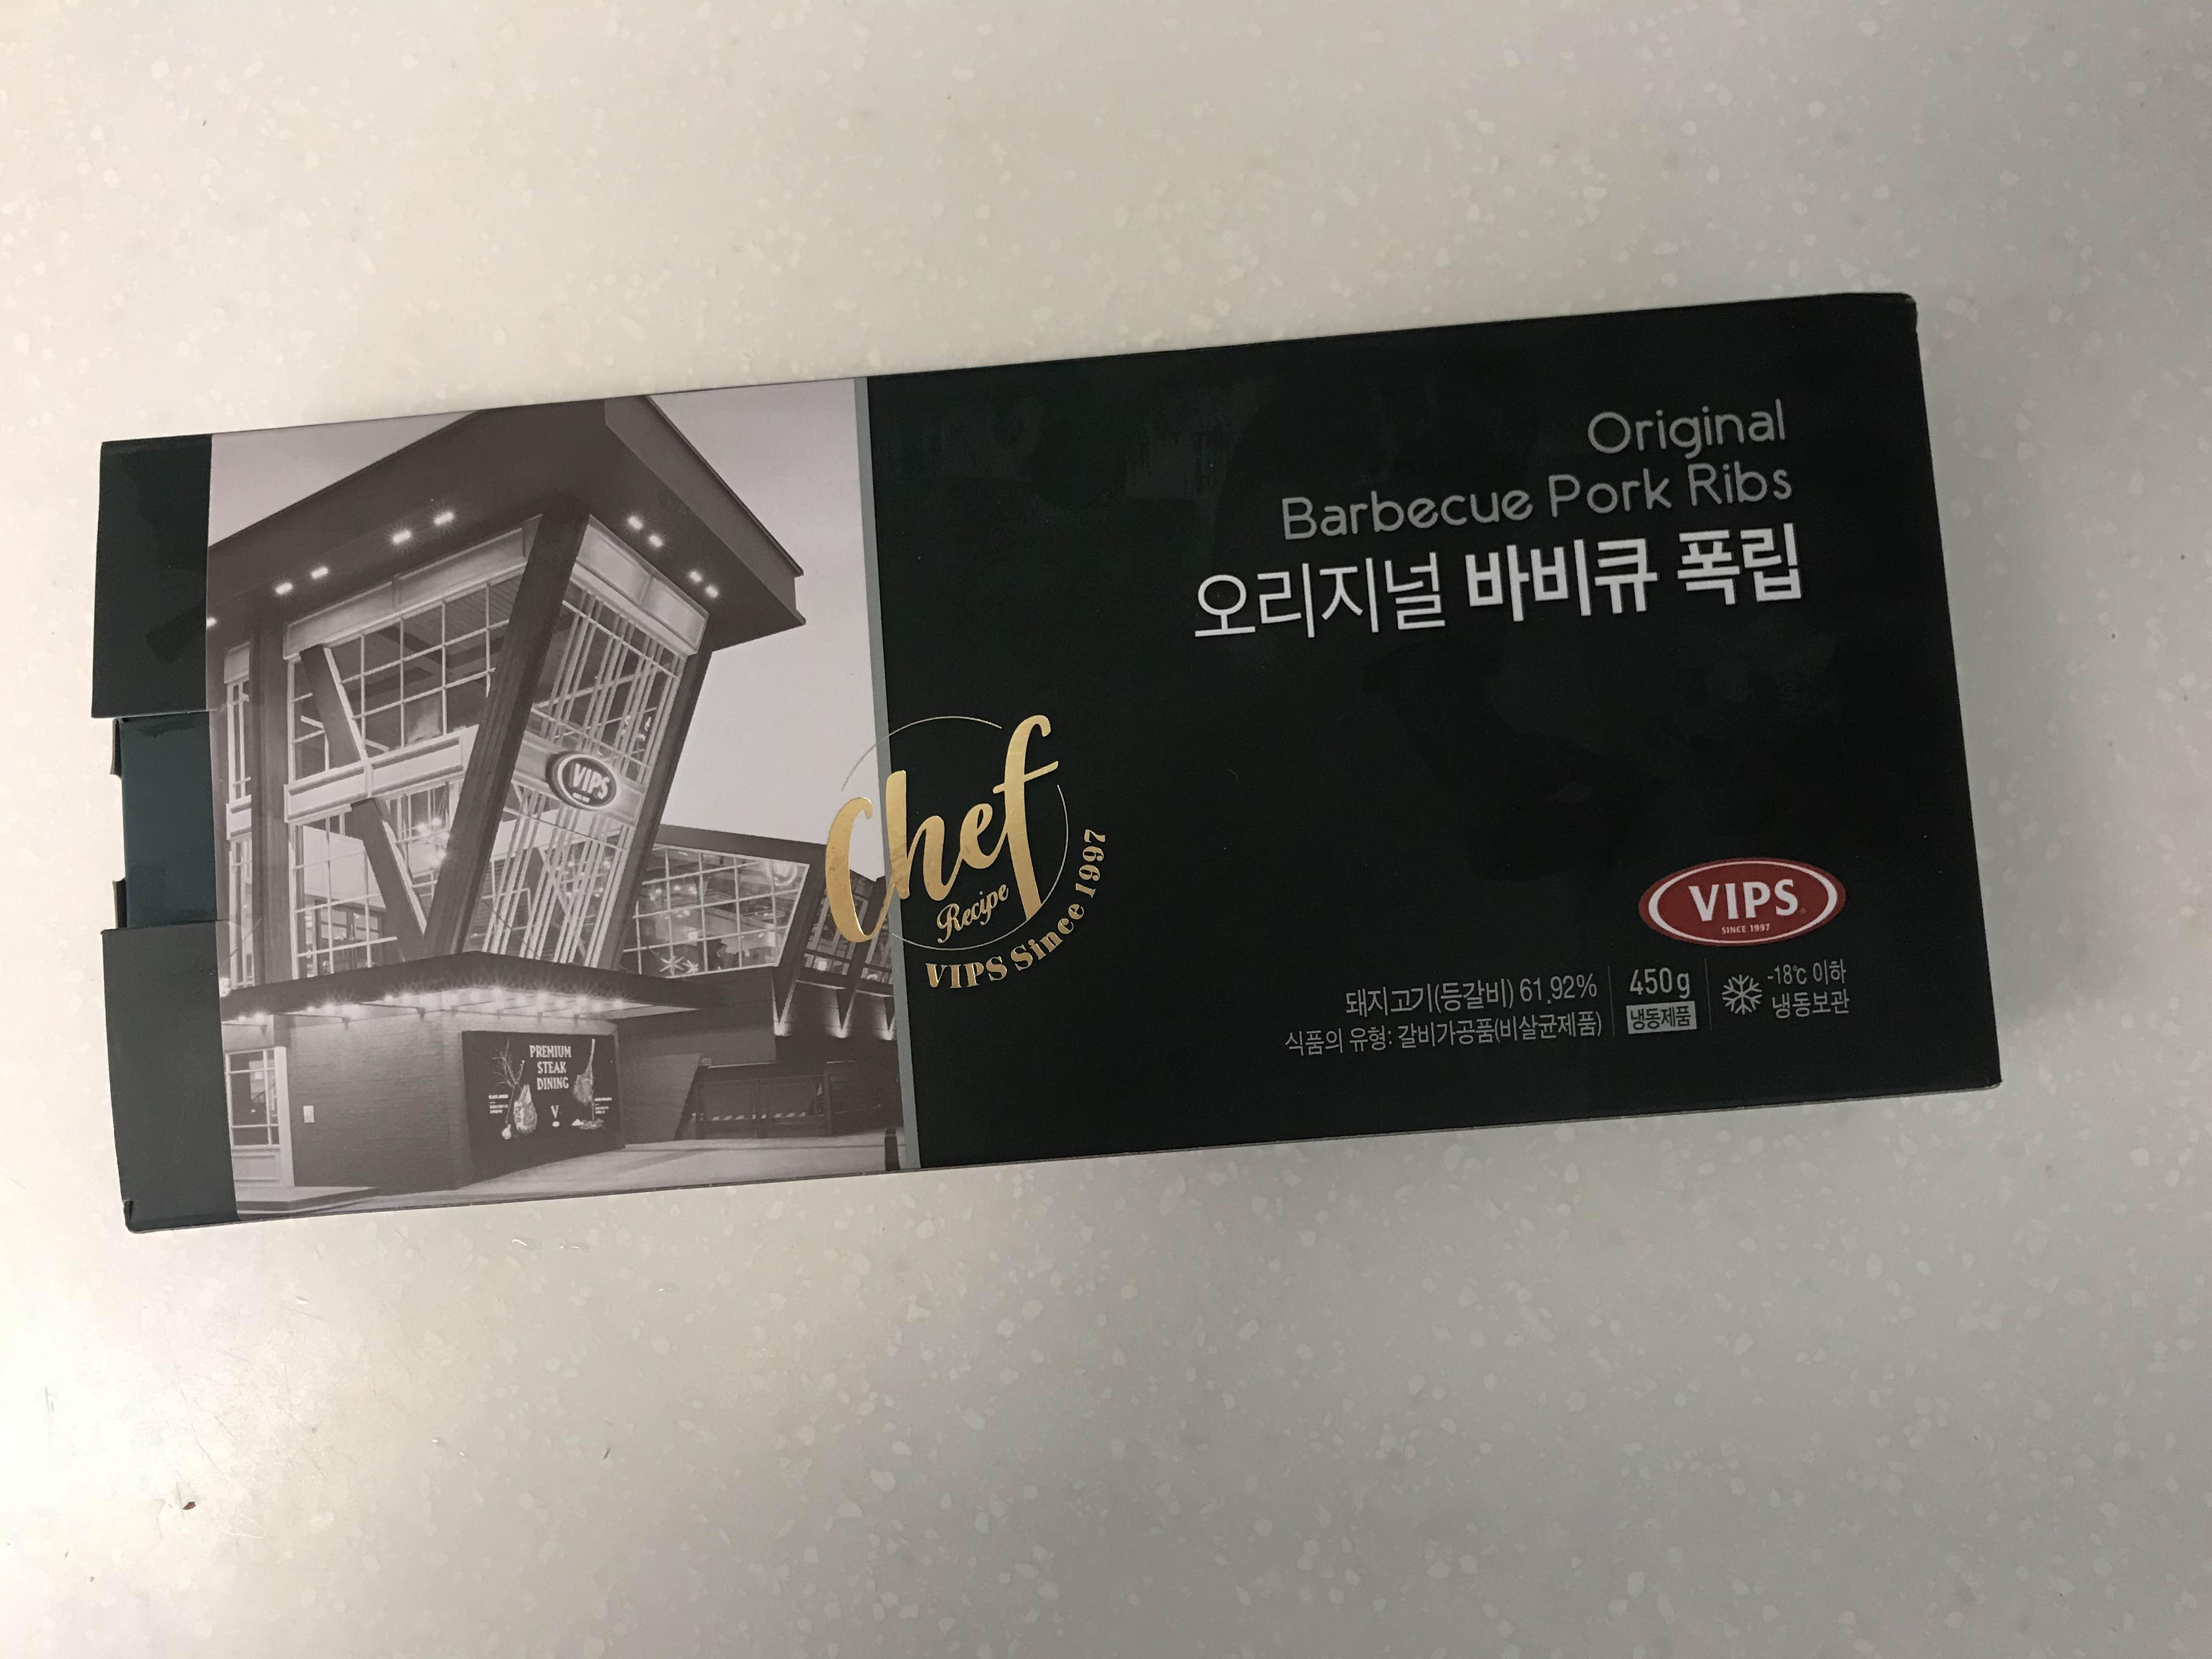 Original
Barbecue Pork Ribs
오리지널 바비큐 폭립
VIPS
Chef
Recipe
VIPS Since 1997
VIPS
SINCE 1997
돼지고기(등갈비) 61.92%
식품의 유형: 갈비가공품(비살균제품)
450g
냉동제품
-18℃ 이하
냉동보관
PREMIUM
STEAK
DINING
V